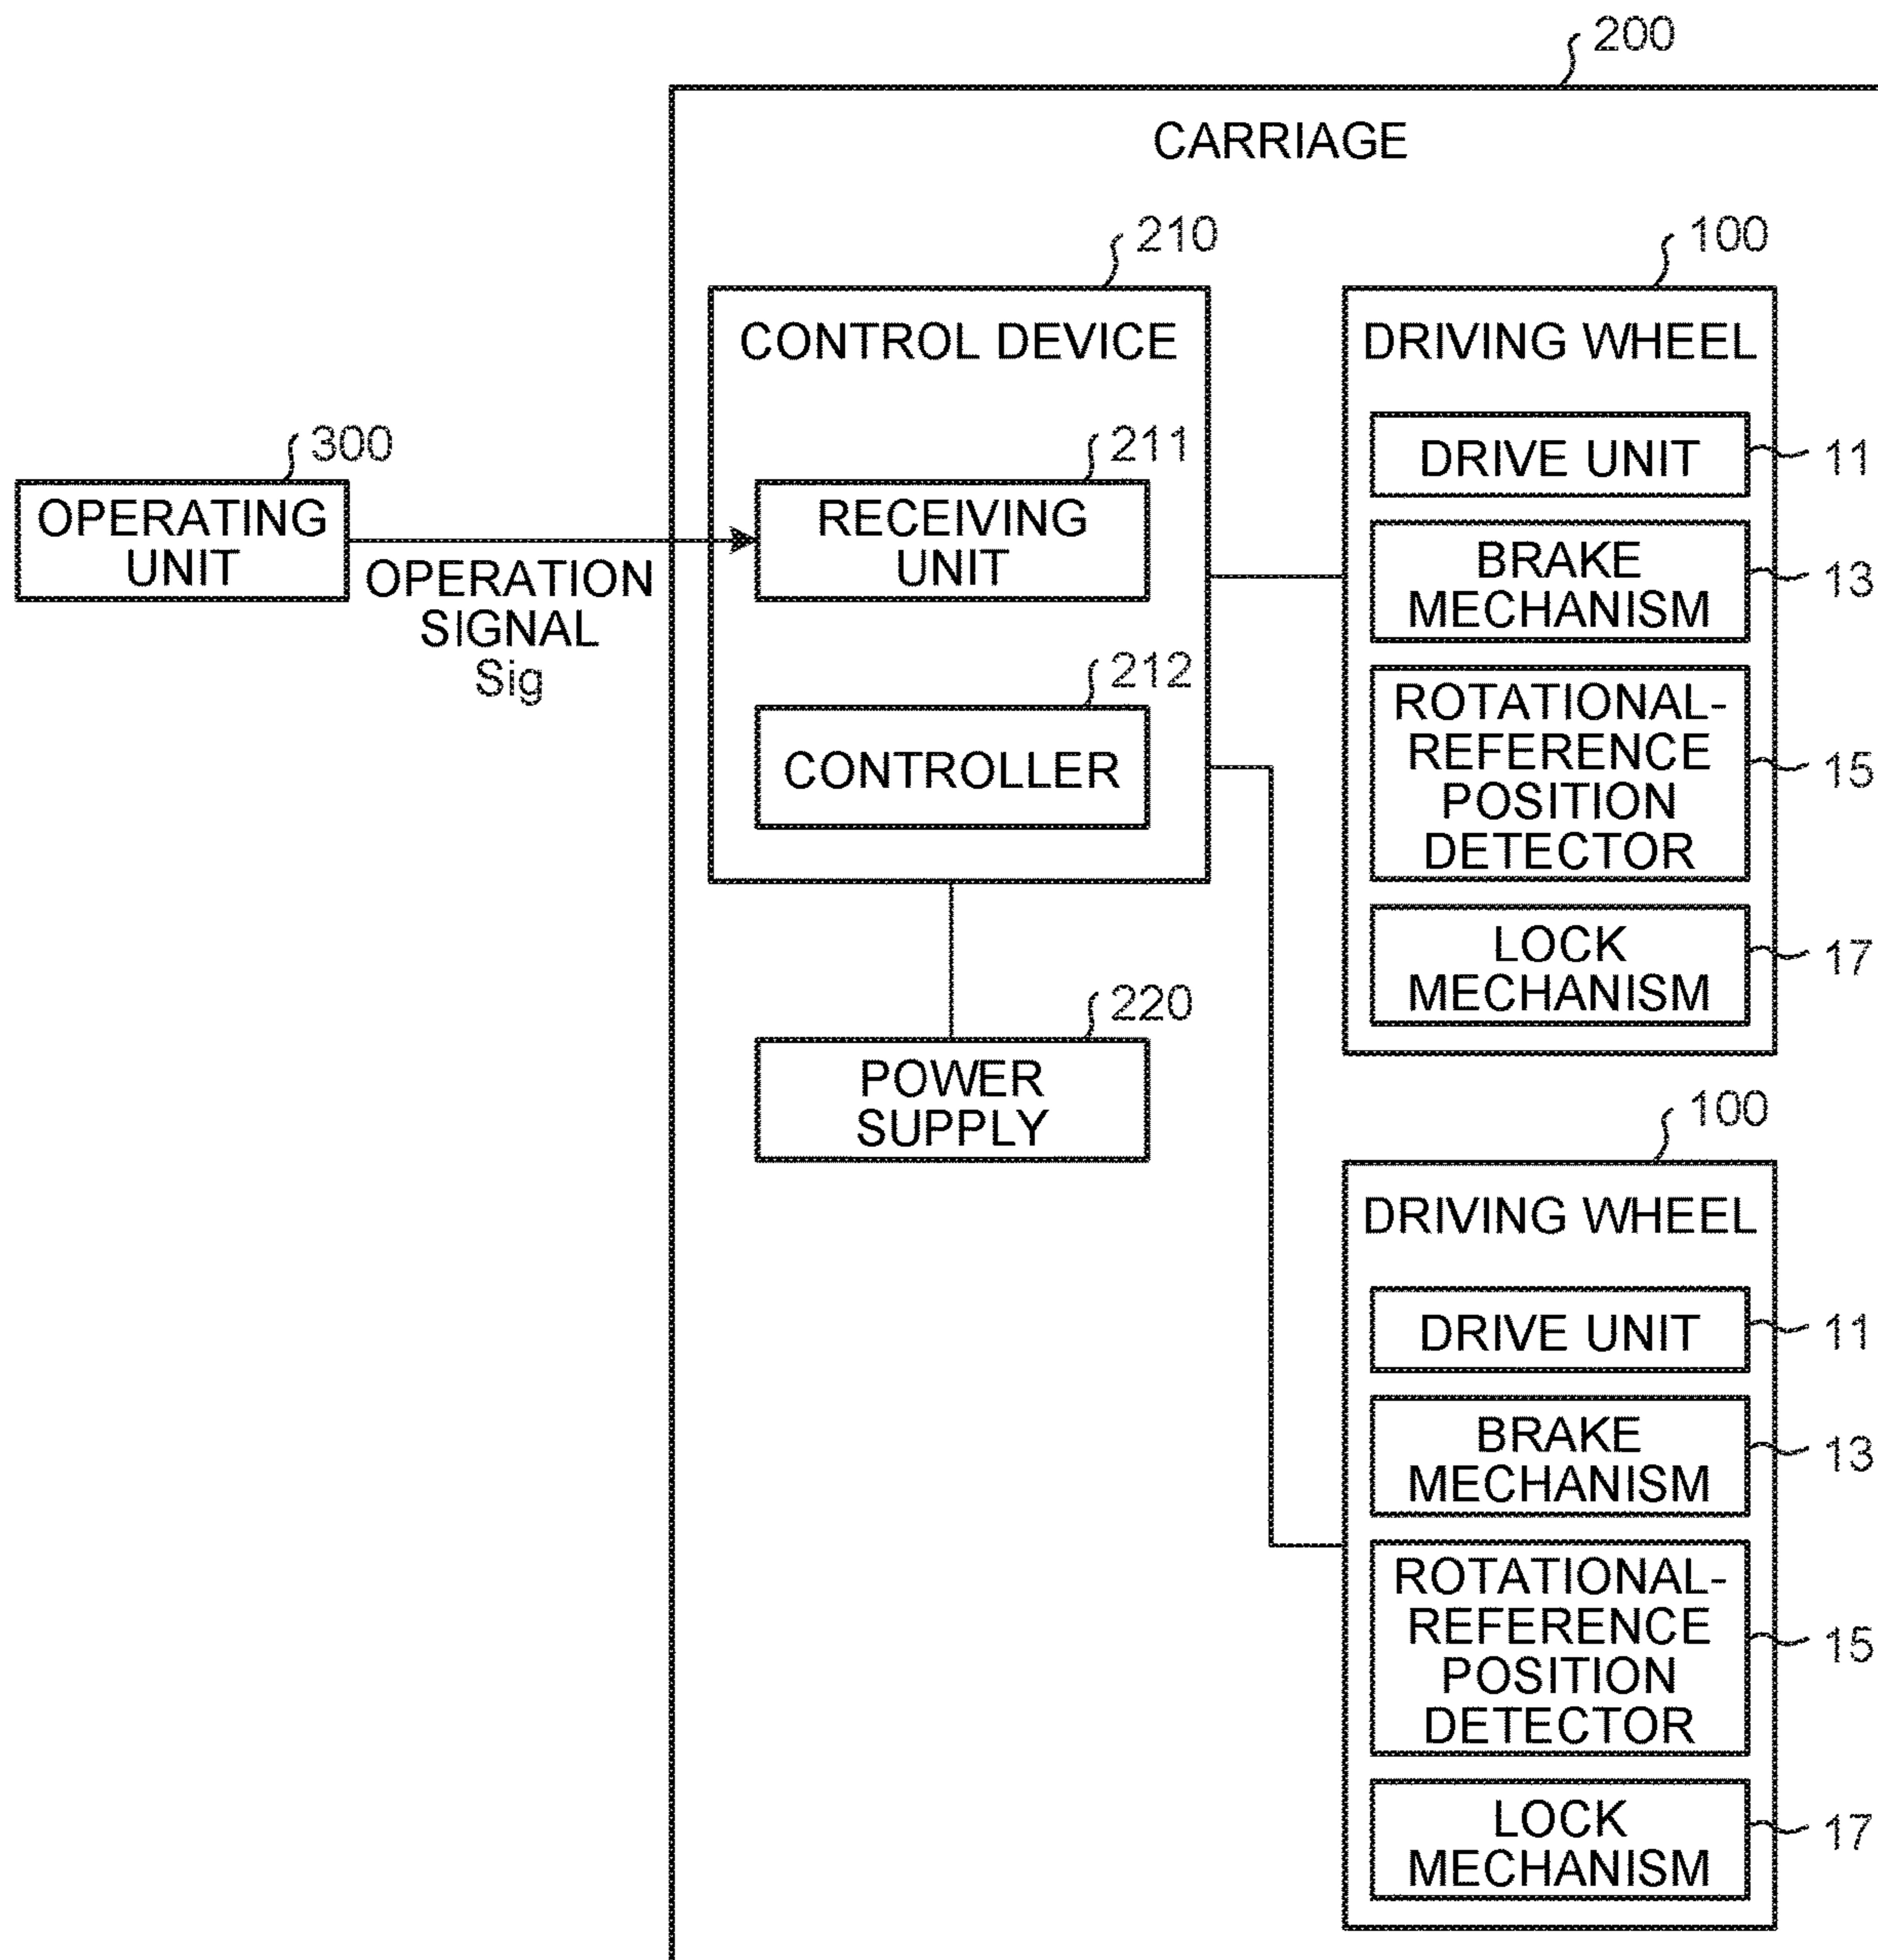 200
CARRIAGE
210
CONTROL DEVICE
300
OPERATING
UNIT
OPERATION
SIGNAL
Sig
211
RECEIVING
UNIT
212
CONTROLLER
220
POWER
SUPPLY
100
DRIVING WHEEL
DRIVE UNIT
11
BRAKE
MECHANISM
13
ROTATIONAL-
REFERENCE
POSITION
DETECTOR
15
LOCK
MECHANISM
17
100
DRIVING WHEEL
DRIVE UNIT
11
BRAKE
MECHANISM
13
ROTATIONAL-
REFERENCE
POSITION
DETECTOR
15
LOCK
MECHANISM
17